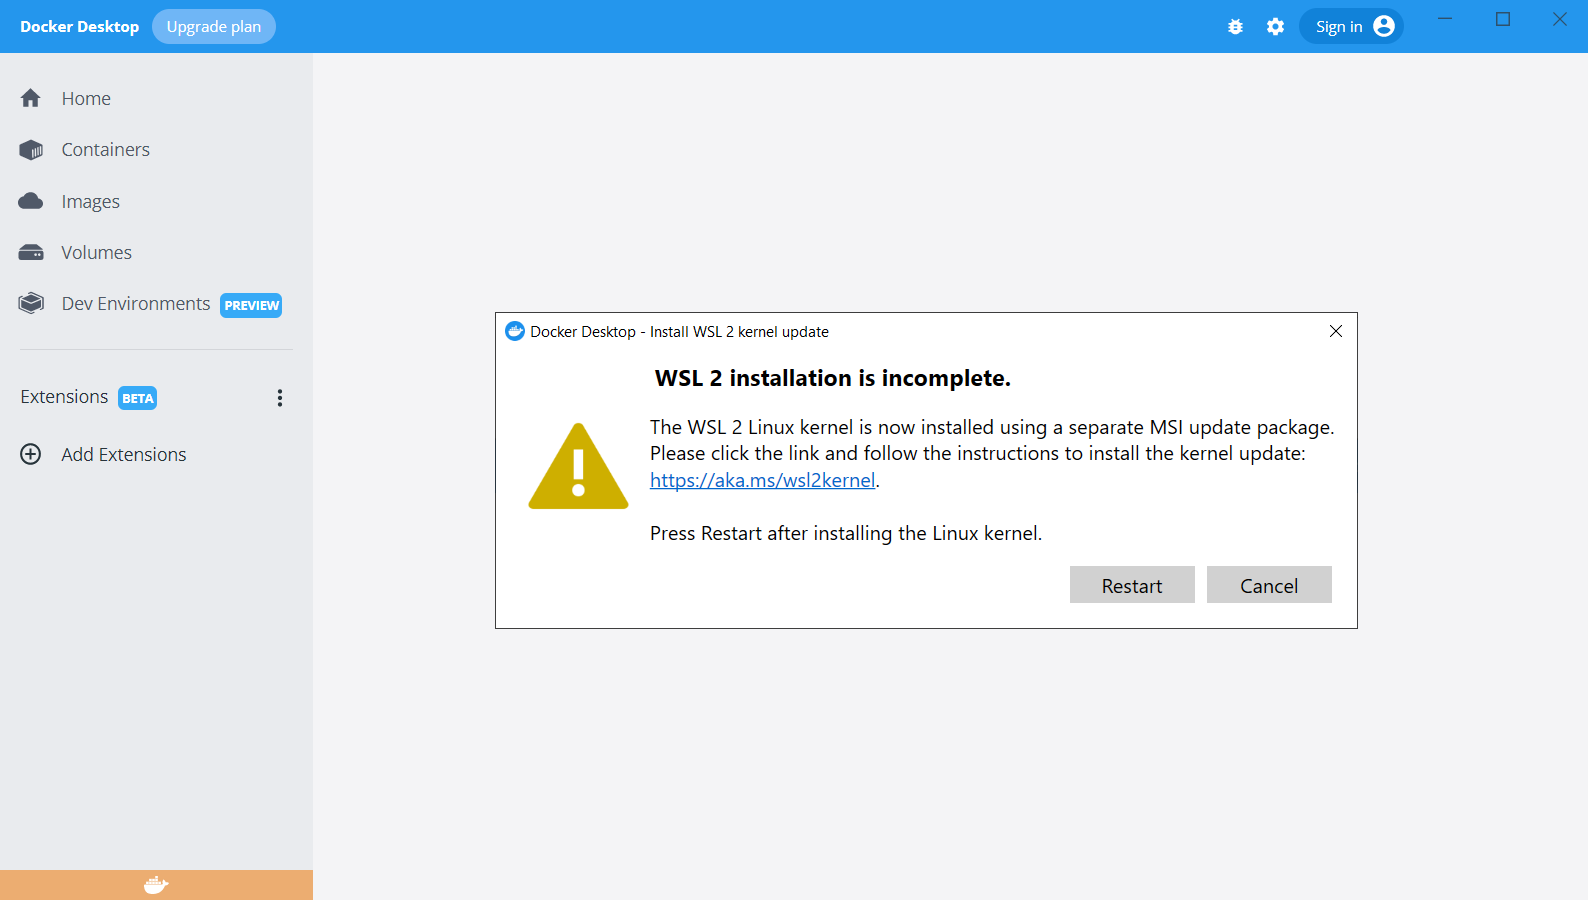 Docker Desktop Upgrade plan Sign in
Home
Containers
Images
Volumes
Dev Environments PREVIEW
Extensions BETA
Add Extensions
Docker Desktop - Install WSL 2 kernel update
WSL 2 installation is incomplete.
The WSL 2 Linux kernel is now installed using a separate MSI update package.
Please click the link and follow the instructions to install the kernel update:
https://aka.ms/wsl2kernel.
Press Restart after installing the Linux kernel.
Restart Cancel